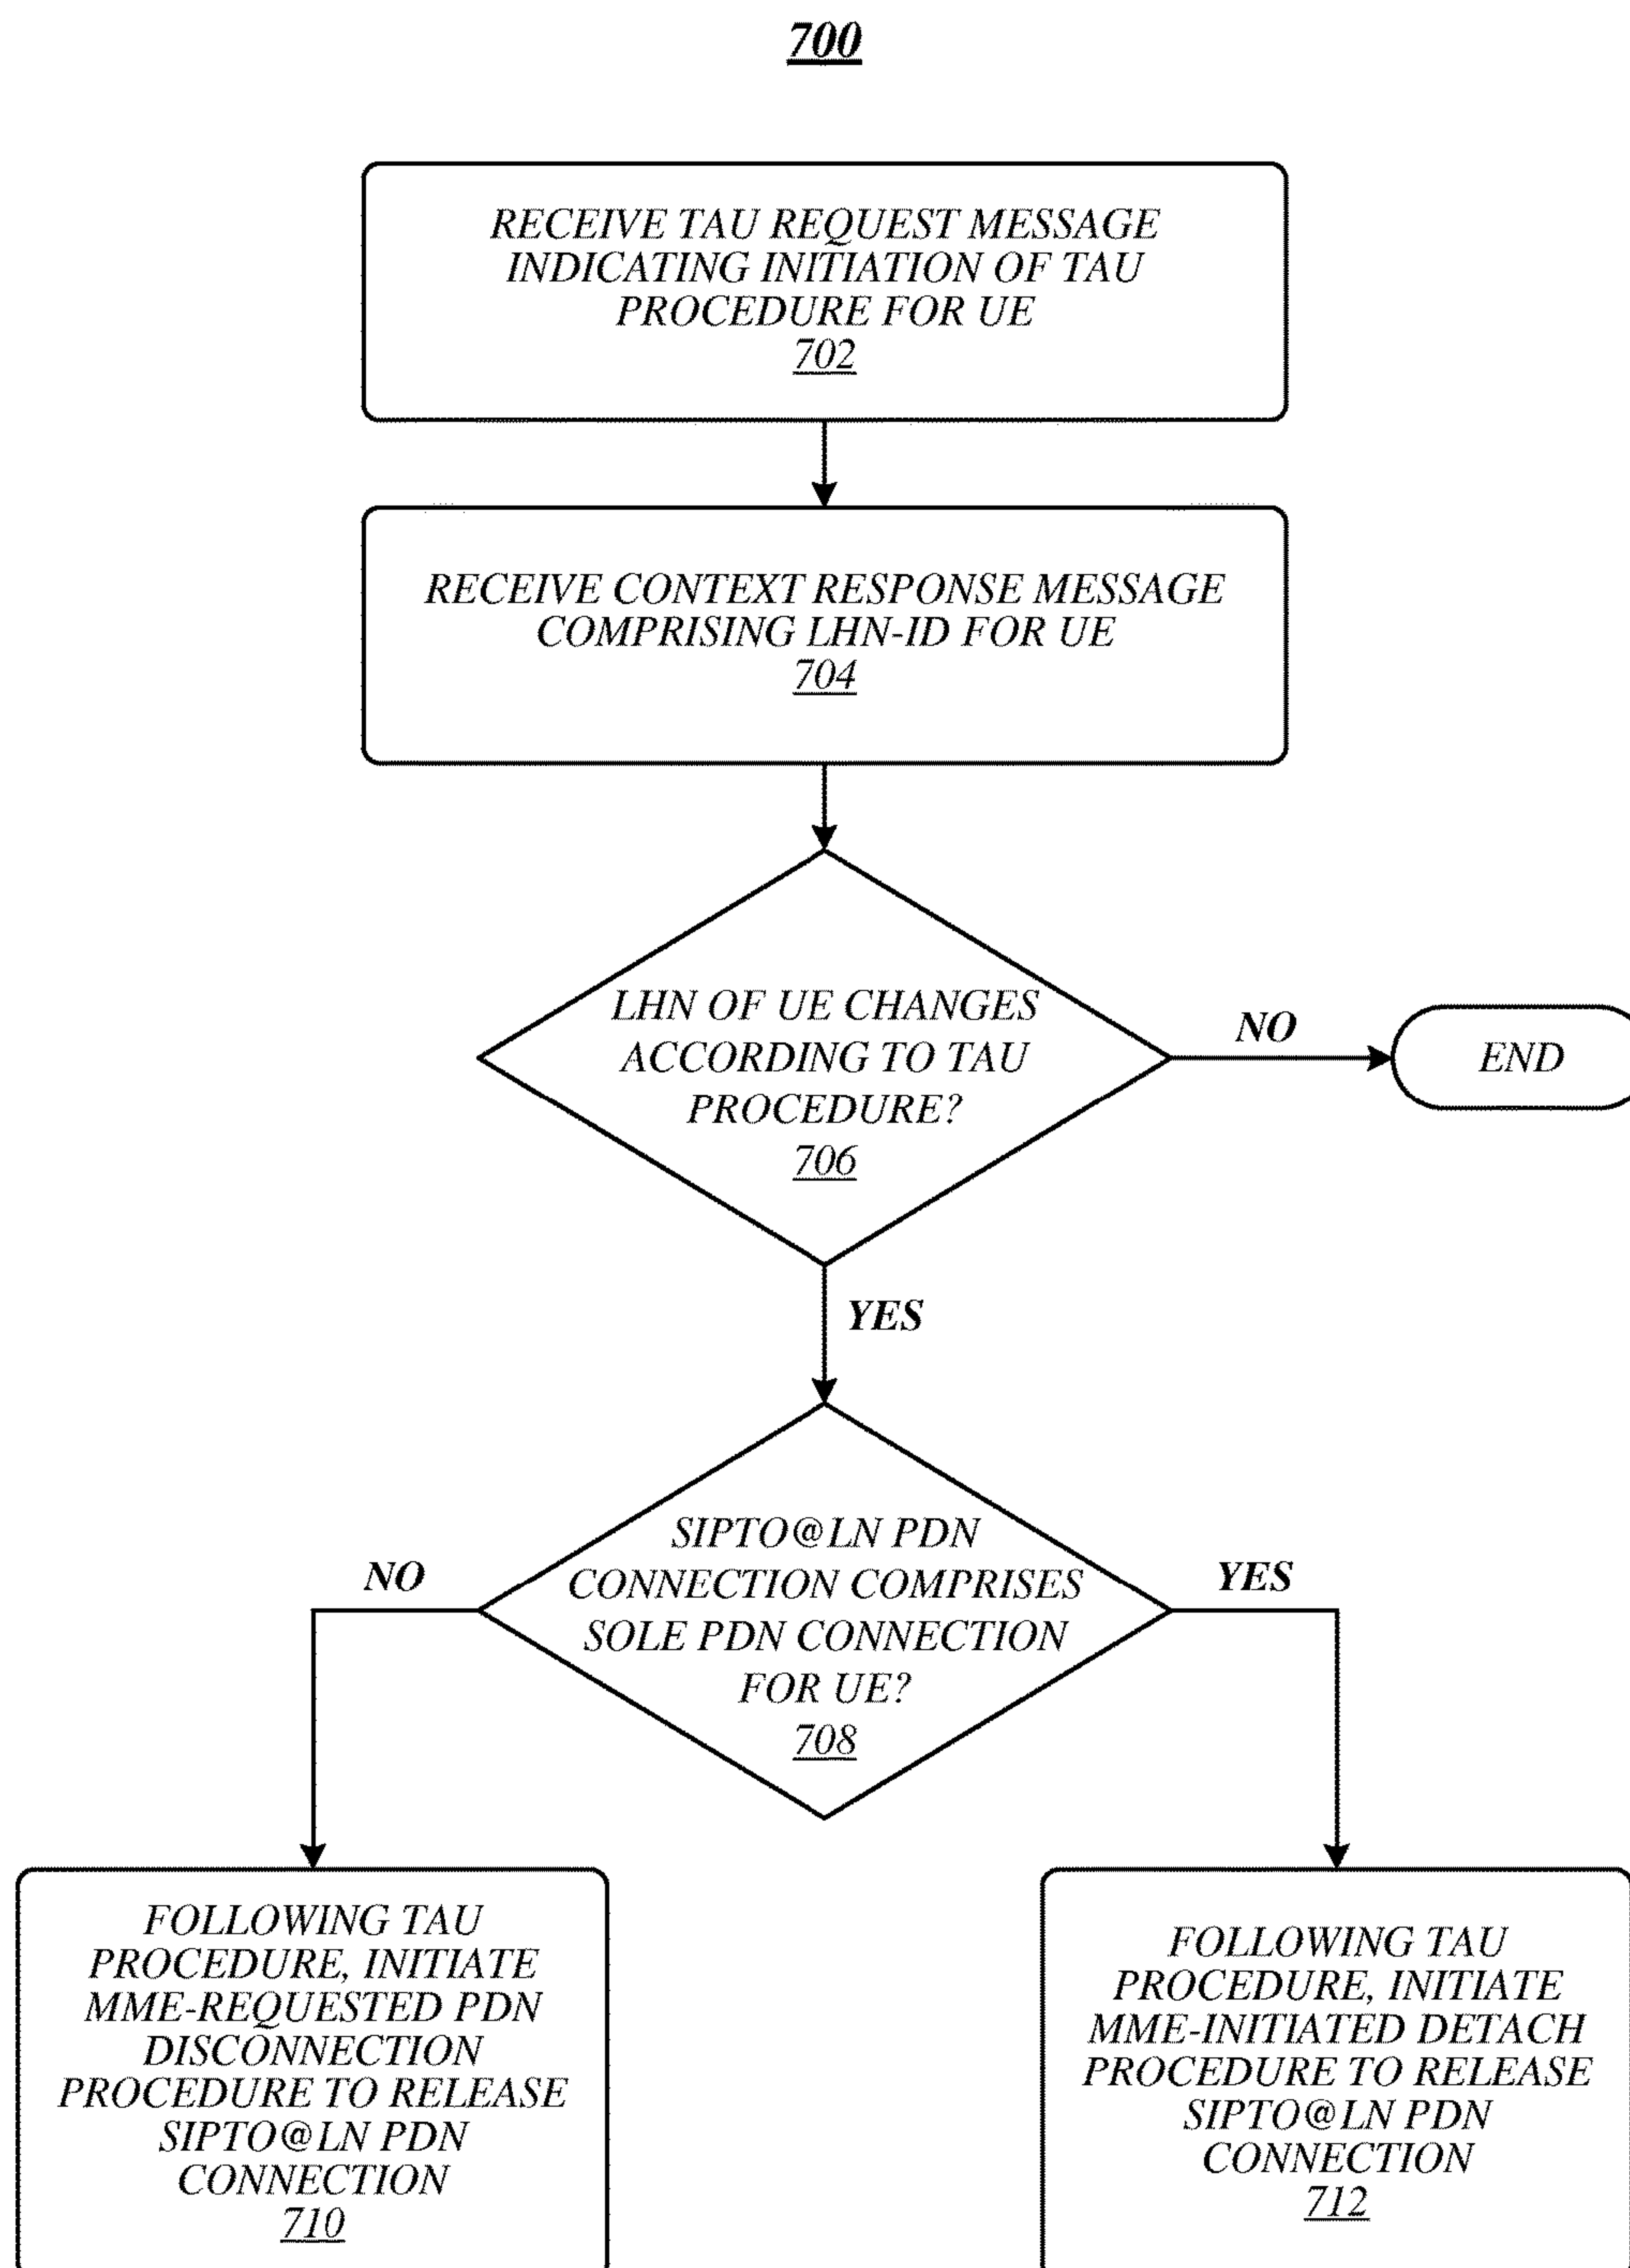 700
RECEIVE TAU REQUEST MESSAGE
INDICATING INITIATION OF TAU
PROCEDURE FOR UE
702
RECEIVE CONTEXT RESPONSE MESSAGE
COMPRISING LHN-ID FOR UE
704
LHN OF UE CHANGES
ACCORDING TO TAU
PROCEDURE?
706
NO
END
YES
SIPTO@LN PDN
CONNECTION COMPRISES
SOLE PDN CONNECTION
FOR UE?
708
NO
YES
FOLLOWING TAU
PROCEDURE, INITIATE
MME-REQUESTED PDN
DISCONNECTION
PROCEDURE TO RELEASE
SIPTO@LN PDN
CONNECTION
710
FOLLOWING TAU
PROCEDURE, INITIATE
MME-INITIATED DETACH
PROCEDURE TO RELEASE
SIPTO@LN PDN
CONNECTION
712